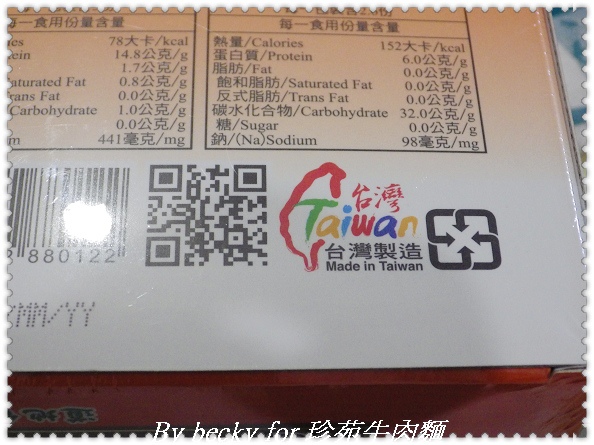 每一食用份量含量
78大卡/kcal
14.8公克/g
1.7公克/g
aturated Fat 0.8公克/g
rans Fat 0.0公克/g
Carbohydrate 1.0公克/g
0.0公克/g
441毫克/mg
每一食用份量含量
熱量/Calories 152大卡/kcal
蛋白質/Protein 6.0公克/g
脂肪/Fat 0.0公克/g
飽和脂肪/Saturated Fat 0.0公克/g
反式脂肪/Trans Fat 0.0公克/g
碳水化合物/Carbohydrate 32.0公克/g
糖/Sugar 0.0公克/g
鈉/(Na)Sodium 98毫克/mg
880122
台灣
Taiwan
台灣製造
Made in Taiwan
MM/YY
By becky for 珍苑牛肉麵